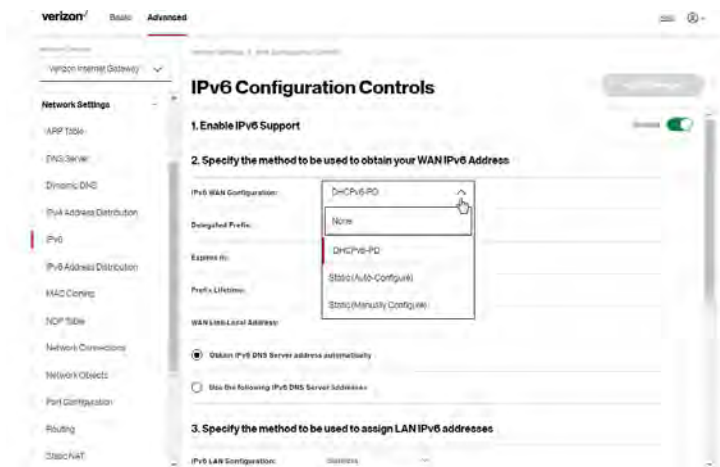 verizon
Basic Advanced
Verizon Internet Gateway
IPv6 Configuration Controls
Network Settings
1. Enable IPv6 Support
ARP Table
DNS Server
2. Specify the method to be used to obtain your WAN IPv6 Address
Dynamic DNS
IPv6 WAN Configuration:
DHCPv6-PD
IPv4 Address Distribution
None
Delegated Prefix:
IPv6
DHCPv6-PD
Expires in:
IPv6 Address Distribution
Static (Auto-Configure)
MAC Cloning
Prefix Lifetime:
Static (Manually Configure)
NDP Table
WAN Link-Local Address:
Network Connections
Obtain IPv6 DNS Server address automatically
Network Objects
Use the following IPv6 DNS Server addresses
Port Configuration
Routing
3. Specify the method to be used to assign LAN IPv6 addresses
Static NAT
IPv6 LAN Configuration:
Stateless